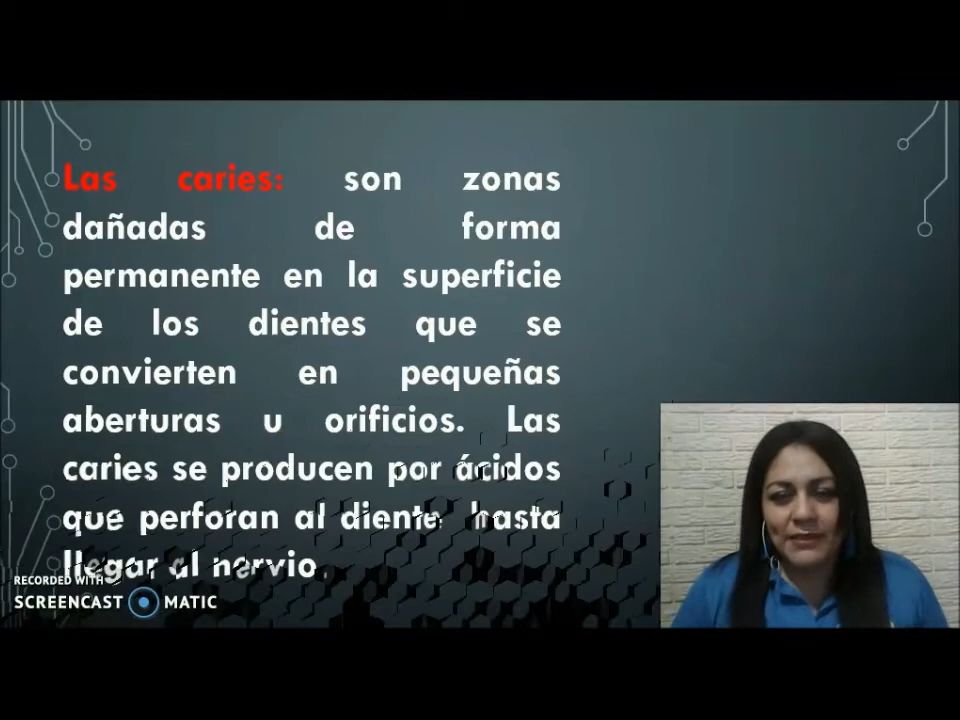 Las caries: son zonas
dañadas de forma
permanente en la superficie
de los dientes que se
convierten en pequeñas
aberturas u orificios. Las
caries se producen por ácidos
que perforan al diente hasta
llegar al nervio.
RECORDED WITH
SCREENCAST MATIC